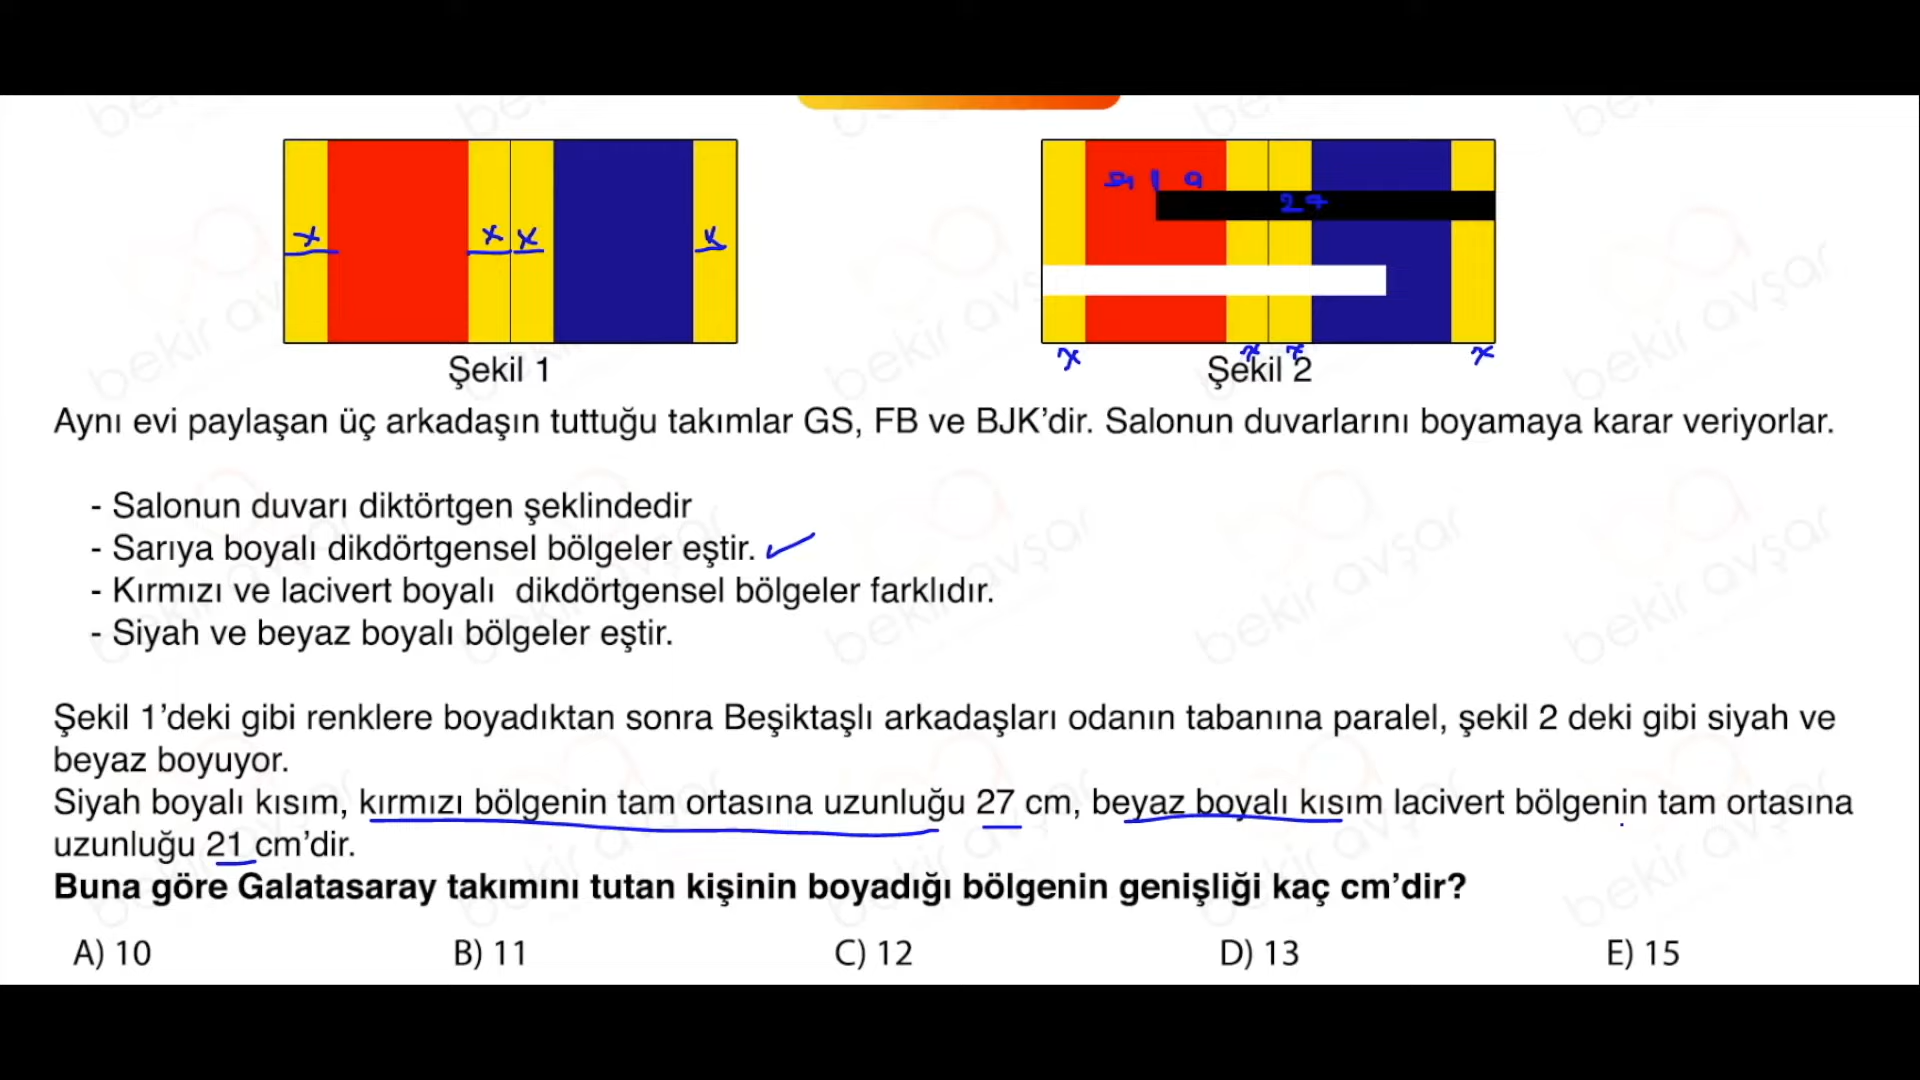 x x x x
a a
27
Şekil 1
x x x x
Şekil 2
Aynı evi paylaşan üç arkadaşın tuttuğu takımlar GS, FB ve BJK’dir. Salonun duvarlarını boyamaya karar veriyorlar.
- Salonun duvarı diktörtgen şeklindedir
- Sarıya boyalı dikdörtgensel bölgeler eştir.
- Kırmızı ve lacivert boyalı dikdörtgensel bölgeler farklıdır.
- Siyah ve beyaz boyalı bölgeler eştir.
Şekil 1’deki gibi renklere boyadıktan sonra Beşiktaşlı arkadaşları odanın tabanına paralel, şekil 2 deki gibi siyah ve
beyaz boyuyor.
Siyah boyalı kısım, kırmızı bölgenin tam ortasına uzunluğu 27 cm, beyaz boyalı kısım lacivert bölgenin tam ortasına
uzunluğu 21 cm’dir.
Buna göre Galatasaray takımını tutan kişinin boyadığı bölgenin genişliği kaç cm’dir?
A) 10 B) 11 C) 12 D) 13 E) 15
bekir avşar